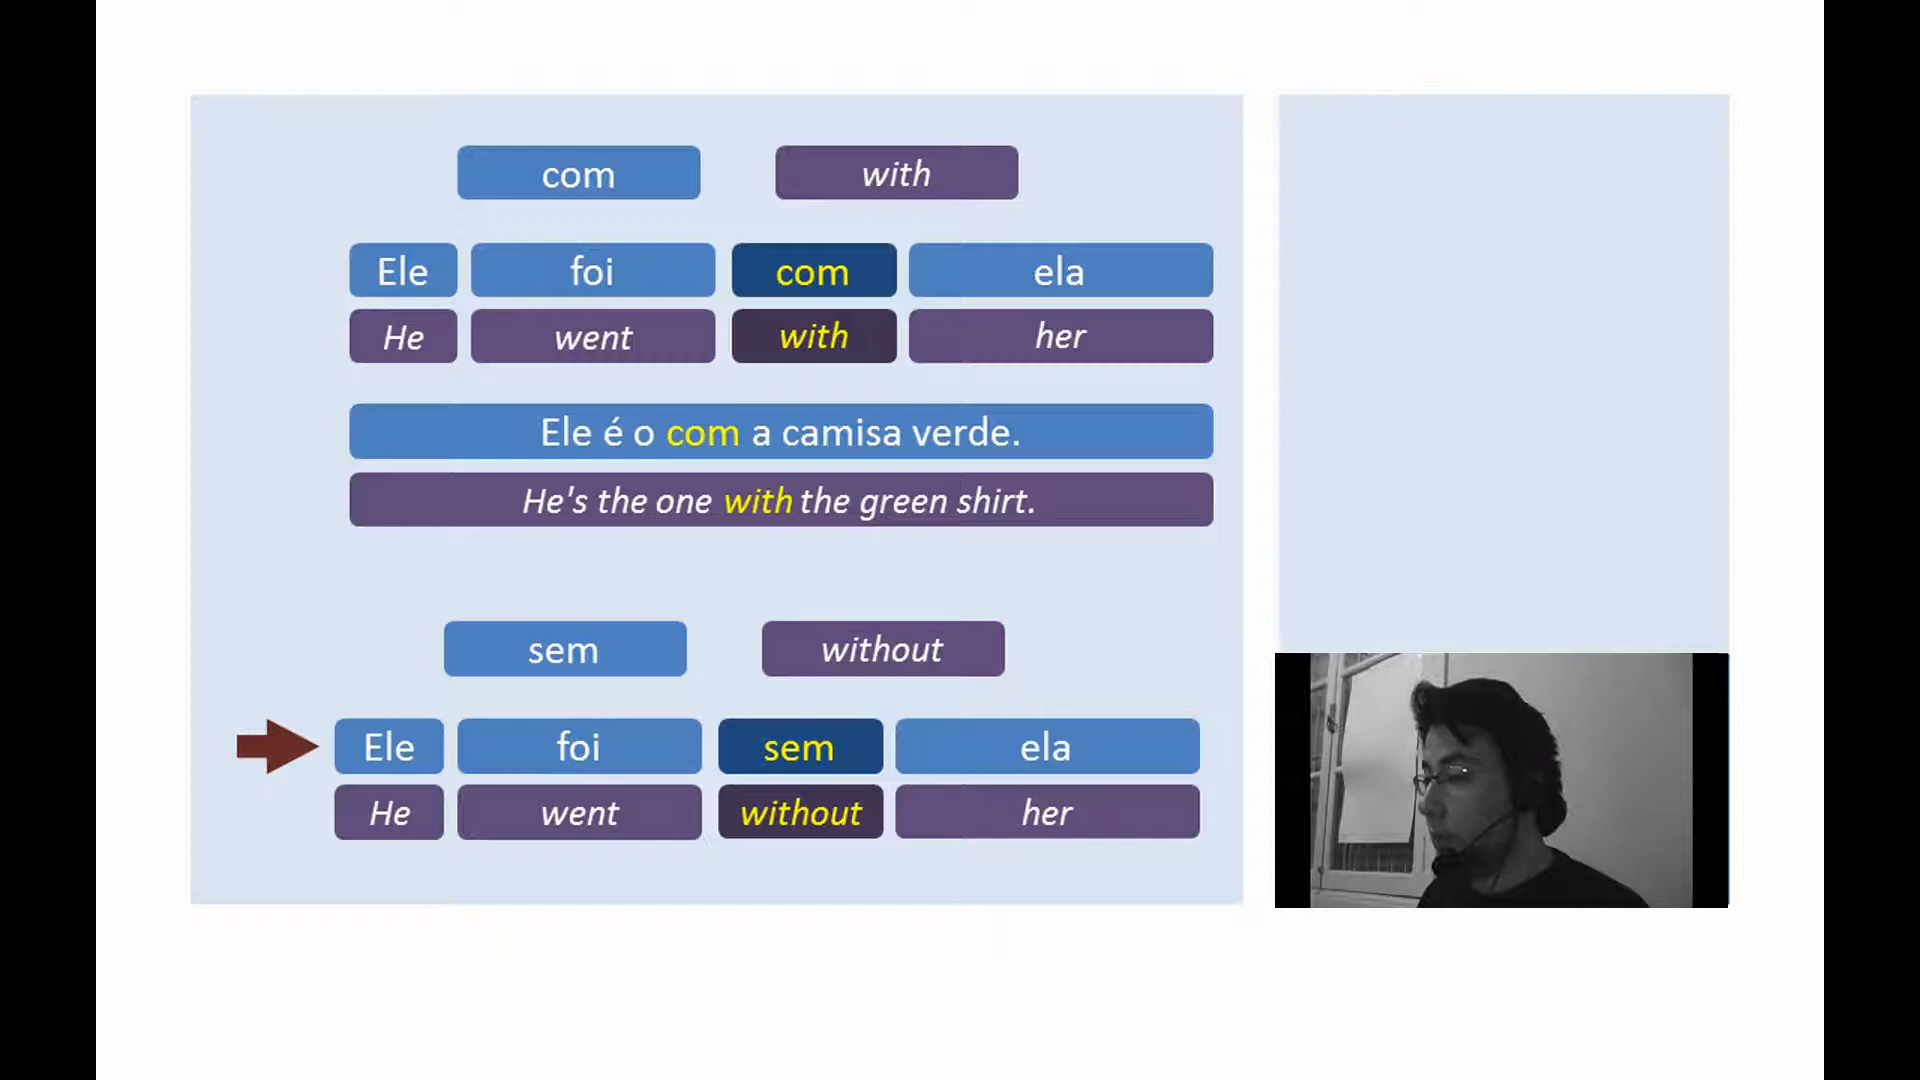 com with
Ele foi com ela
He went with her
Ele é o com a camisa verde.
He's the one with the green shirt.
sem without
Ele foi sem ela
He went without her